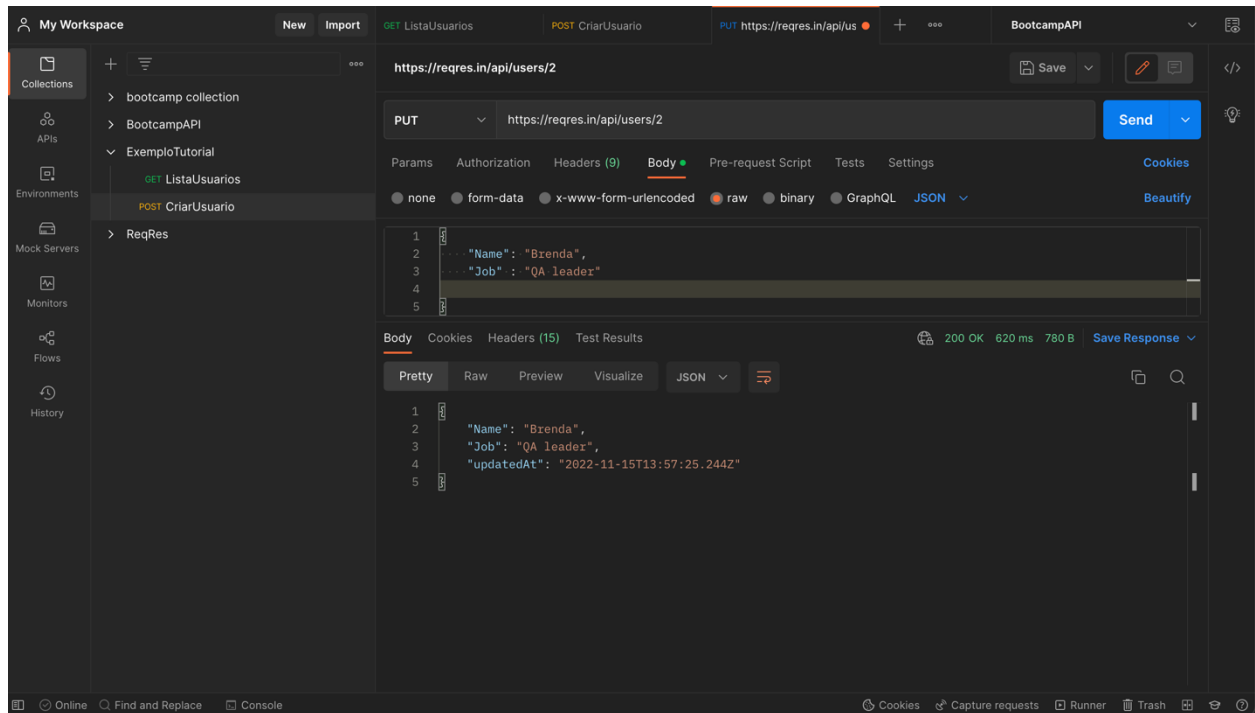 My Workspace New Import GET ListaUsuarios POST CriarUsuario PUT https://reqres.in/api/us BootcampAPI
Collections
APIs
Environments
Mock Servers
Monitors
Flows
History
bootcamp collection
BootcampAPI
ExemploTutorial
GET ListaUsuarios
POST CriarUsuario
ReqRes
https://reqres.in/api/users/2 Save </>
PUT https://reqres.in/api/users/2 Send
Params Authorization Headers (9) Body Pre-request Script Tests Settings Cookies
none form-data x-www-form-urlencoded raw binary GraphQL JSON Beautify
1 {
2 "Name": "Brenda",
3 "Job" : "QA leader"
4
5 }
Body Cookies Headers (15) Test Results 200 OK 620 ms 780 B Save Response
Pretty Raw Preview Visualize JSON
1 {
2 "Name": "Brenda",
3 "Job": "QA leader",
4 "updatedAt": "2022-11-15T13:57:25.244Z"
5 }
Online Find and Replace Console Cookies Capture requests Runner Trash